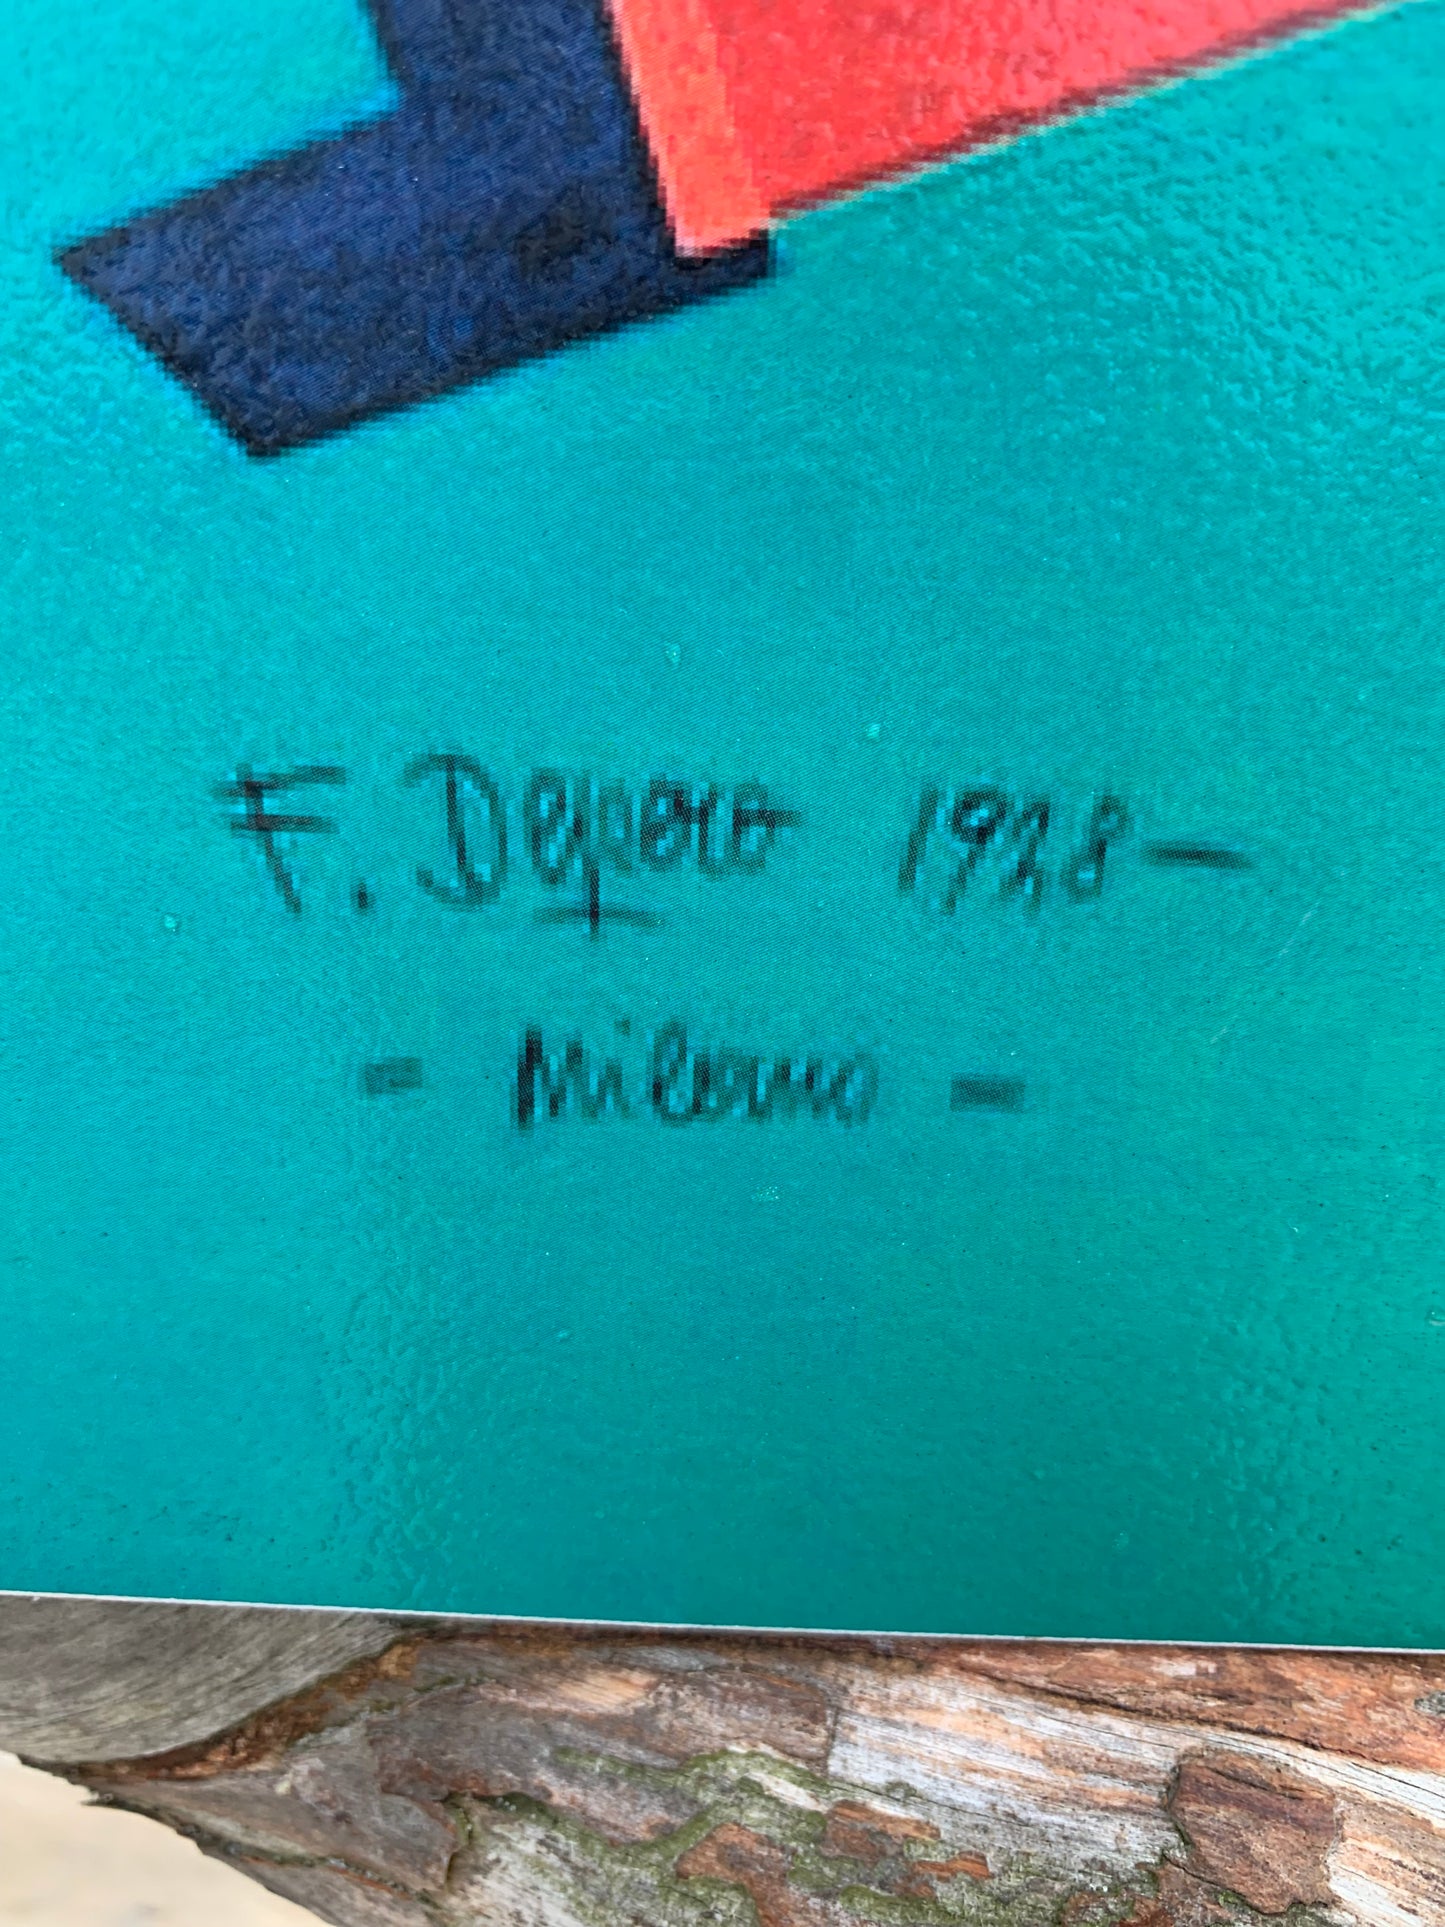 F. Depero 1928-
- Milano -